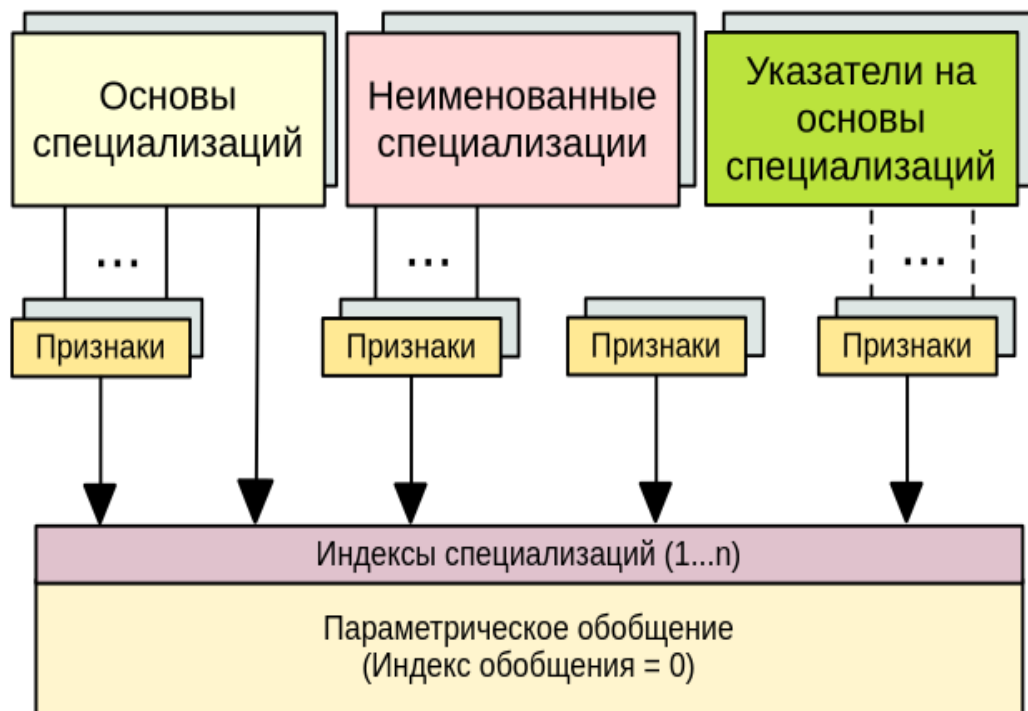 Основы
специализаций
Неименованные
специализации
Указатели на
основы
специализаций
...
...
...
Признаки
Признаки
Признаки
Признаки
Индексы специализаций (1...n)
Параметрическое обобщение
(Индекс обобщения = 0)